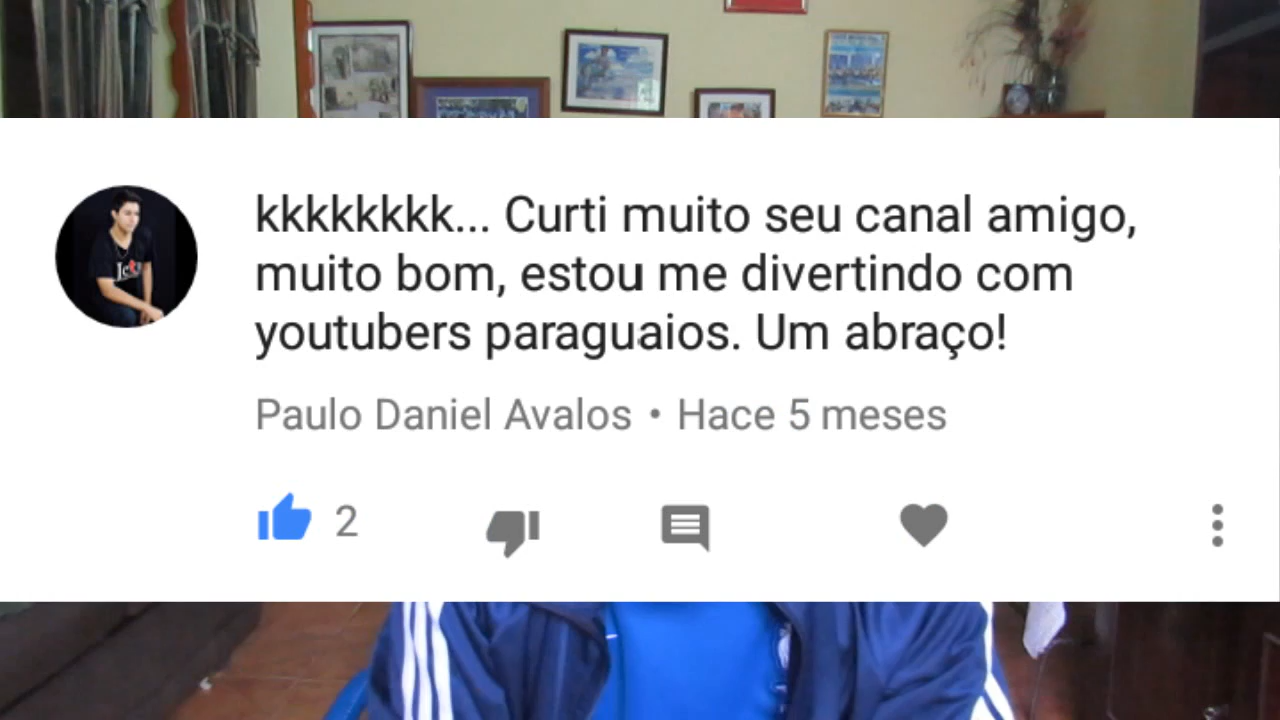 kkkkkkkk... Curti muito seu canal amigo,
muito bom, estou me divertindo com
youtubers paraguaios. Um abraço!
Paulo Daniel Avalos • Hace 5 meses
2